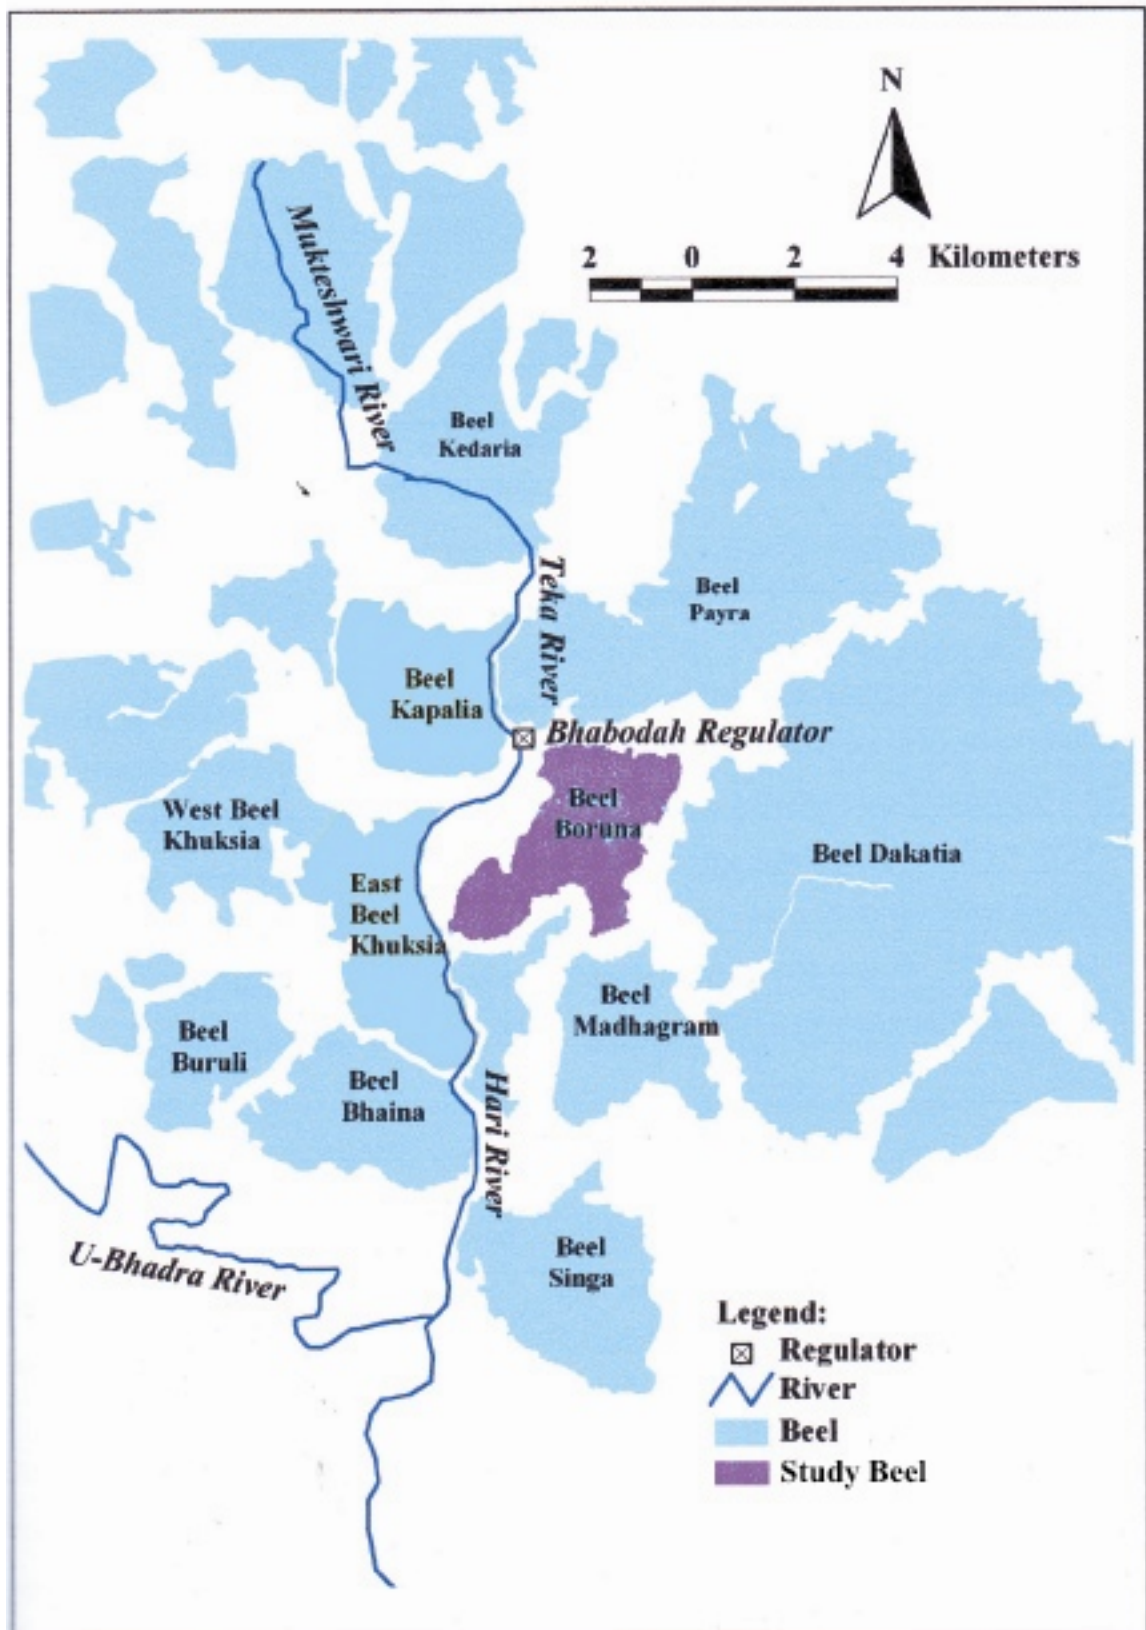 N
2 0 2 4 Kilometers
Mukteshwari River
Beel
Kedaria
Teka River
Beel
Payra
Beel
Kapalia
Bhabodah Regulator
West Beel
Khuksia
Beel
Boruna
Beel Dakatia
East
Beel
Khuksia
Beel
Madhagram
Beel
Buruli
Beel
Bhaina
Hari River
U-Bhadra River
Beel
Singa
Legend:
Regulator
River
Beel
Study Beel